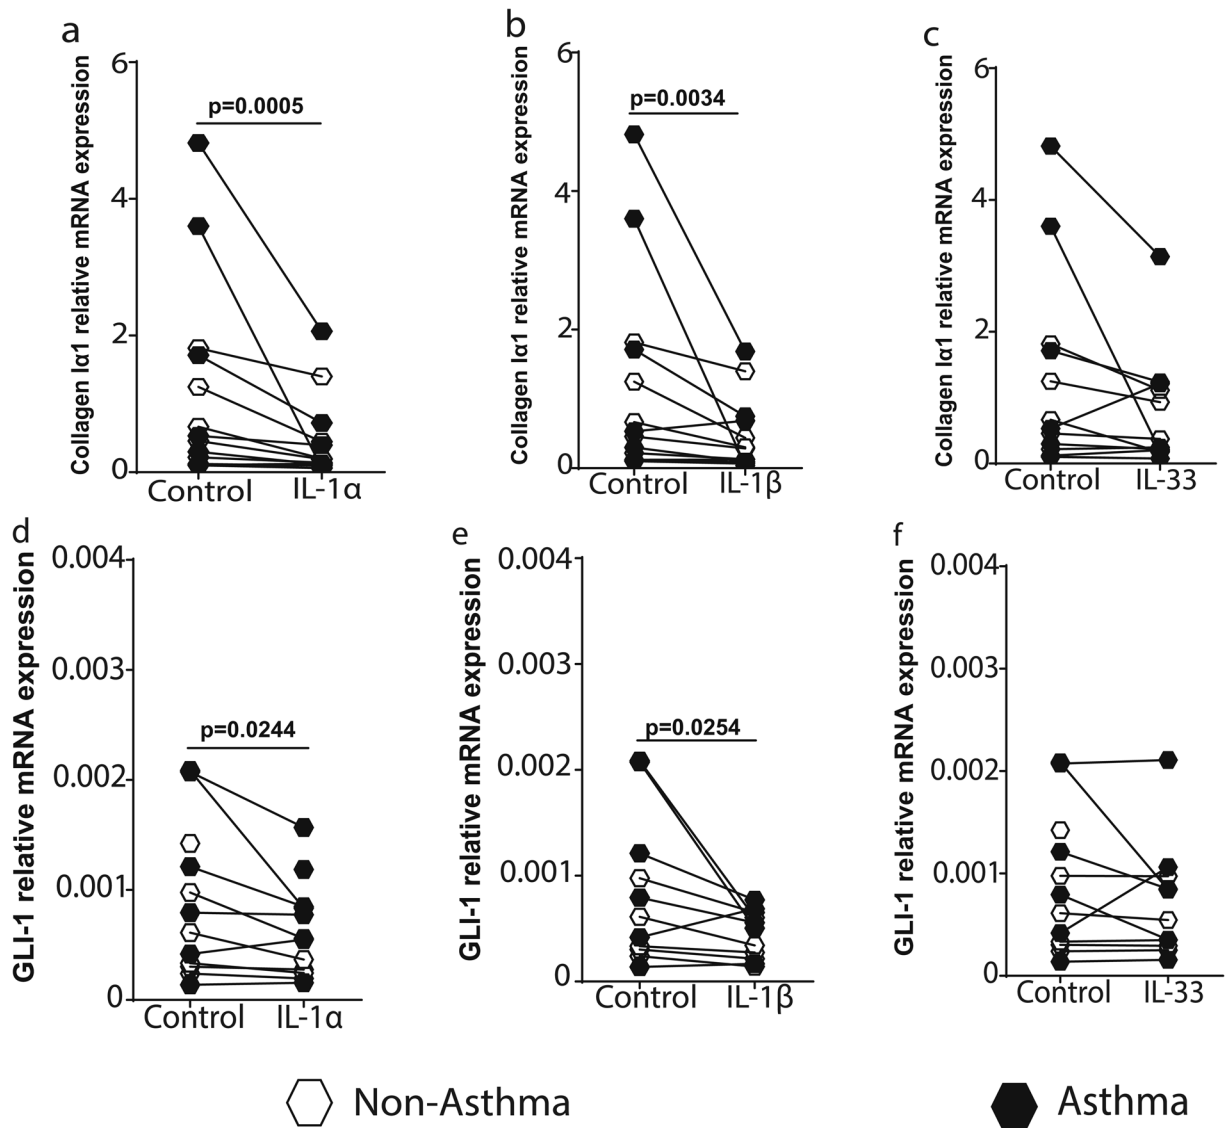 a
Collagen Iα1 relative mRNA expression
6
4
2
0
p=0.0005
Control
IL-1α
b
Collagen Iα1 relative mRNA expression
6
4
2
0
p=0.0034
Control
IL-1β
c
Collagen Iα1 relative mRNA expression
6
4
2
0
Control
IL-33
d
GLI-1 relative mRNA expression
0.004
0.003
0.002
0.001
0
p=0.0244
Control
IL-1α
e
GLI-1 relative mRNA expression
0.004
0.003
0.002
0.001
0
p=0.0254
Control
IL-1β
f
GLI-1 relative mRNA expression
0.004
0.003
0.002
0.001
0
Control
IL-33
Non-Asthma
Asthma